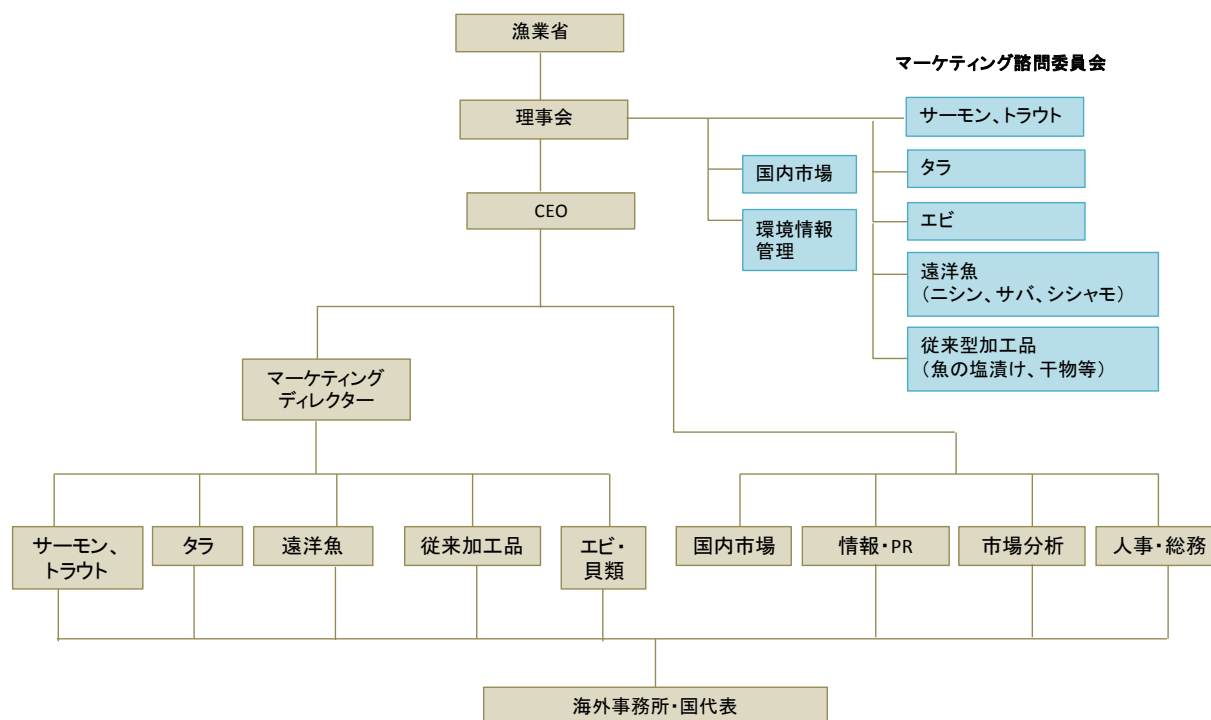 漁業省
マーケティング諮問委員会
理事会
サーモン、トラウト
国内市場
タラ
CEO
エビ
環境情報
管理
遠洋魚
（ニシン、サバ、シシャモ）
従来型加工品
（魚の塩漬け、干物等）
マーケティング
ディレクター
サーモン、
トラウト
タラ
遠洋魚
従来加工品
エビ・
貝類
国内市場
情報・PR
市場分析
人事・総務
海外事務所・国代表